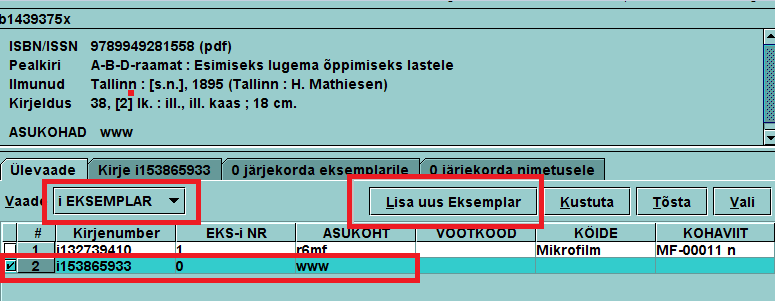 b1439375x
ISBN/ISSN 9789949281558 (pdf)
Pealkiri A-B-D-raamat : Esimiseks lugema õppimiseks lastele
Ilmunud Tallinn : [s.n.], 1895 (Tallinn : H. Mathiesen)
Kirjeldus 38, [2] lk. : ill., ill. kaas ; 18 cm.
ASUKOHAD www
Ülevaade Kirje i153865933 0 järjekorda eksemplarile 0 järjekorda nimetusele
Vaade i EKSEMPLAR Lisa uus Eksemplar Kustuta Tõsta Vali
# Kirjenumber EKS-i NR ASUKOHT VÖÖTKOOD KÖIDE KOHAVIIT
1 i132739410 1 r6mf Mikrofilm MF-00011 n
2 i153865933 0 www